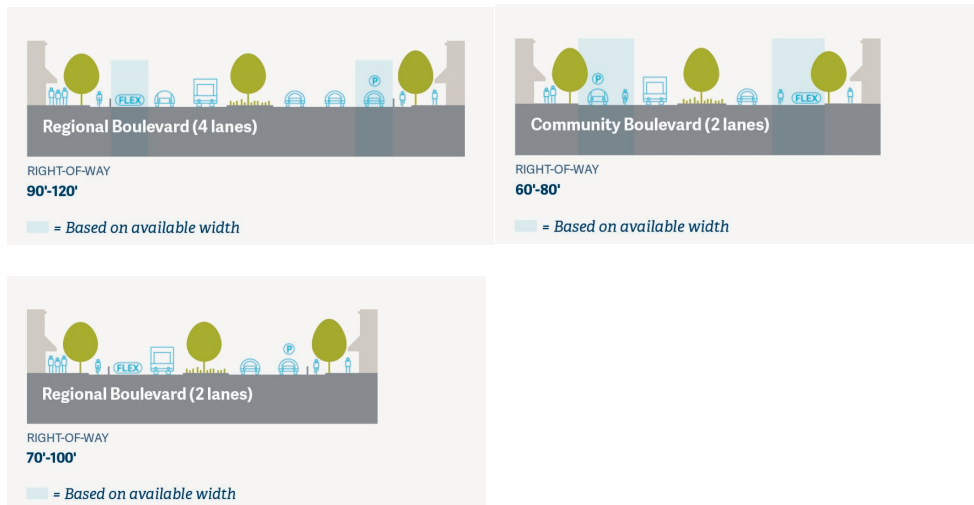 FLEX
P
Regional Boulevard (4 lanes)
RIGHT-OF-WAY
90'-120'
= Based on available width
P
FLEX
Community Boulevard (2 lanes)
RIGHT-OF-WAY
60'-80'
= Based on available width
FLEX
P
Regional Boulevard (2 lanes)
RIGHT-OF-WAY
70'-100'
= Based on available width